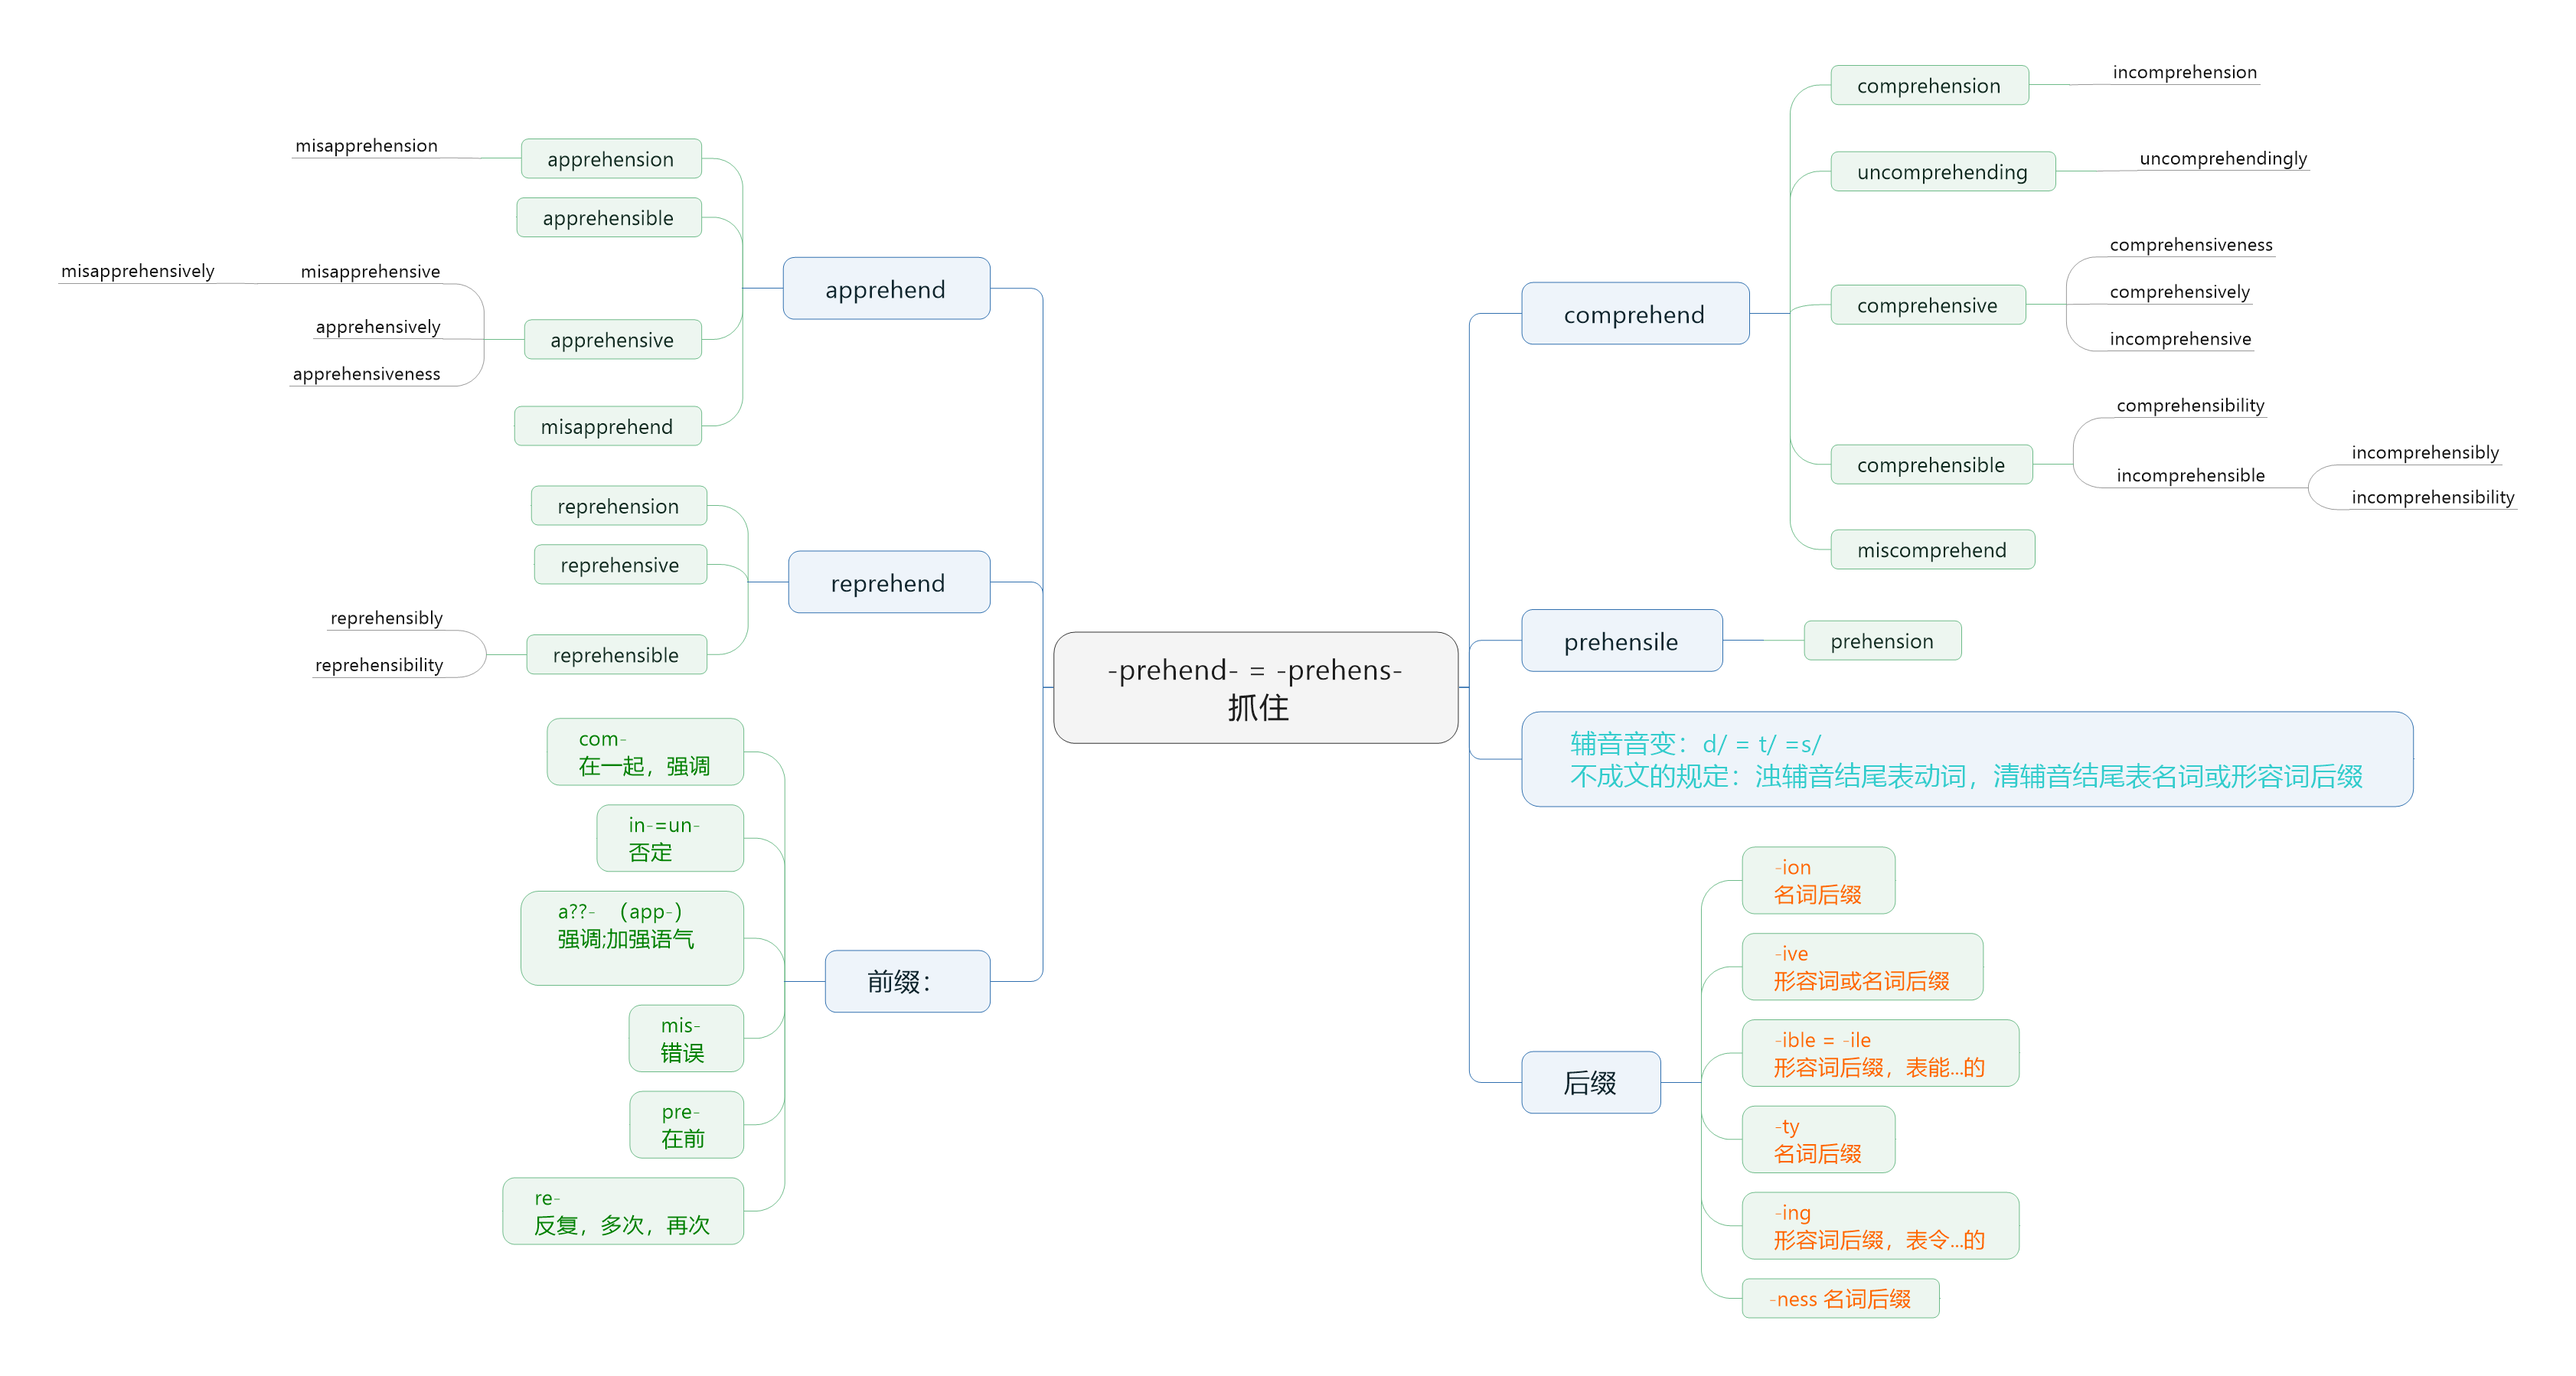 -prehend- = -prehens-
抓住
comprehend
comprehension
incomprehension
uncomprehending
uncomprehendingly
comprehensive
comprehensiveness
comprehensively
incomprehensive
comprehensible
comprehensibility
incomprehensible
incomprehensibly
incomprehensibility
miscomprehend
prehensile
prehension
辅音音变：d/ = t/ =s/
不成文的规定：浊辅音结尾表动词，清辅音结尾表名词或形容词后缀
后缀
-ion
名词后缀
-ive
形容词或名词后缀
-ible = -ile
形容词后缀，表能...的
-ty
名词后缀
-ing
形容词后缀，表令...的
-ness 名词后缀
apprehend
apprehension
misapprehension
apprehensible
apprehensive
misapprehensive
misapprehensively
apprehensively
apprehensiveness
misapprehend
reprehend
reprehension
reprehensive
reprehensible
reprehensibly
reprehensibility
前缀：
com-
在一起，强调
in-=un-
否定
a??- （app-）
强调;加强语气
mis-
错误
pre-
在前
re-
反复，多次，再次